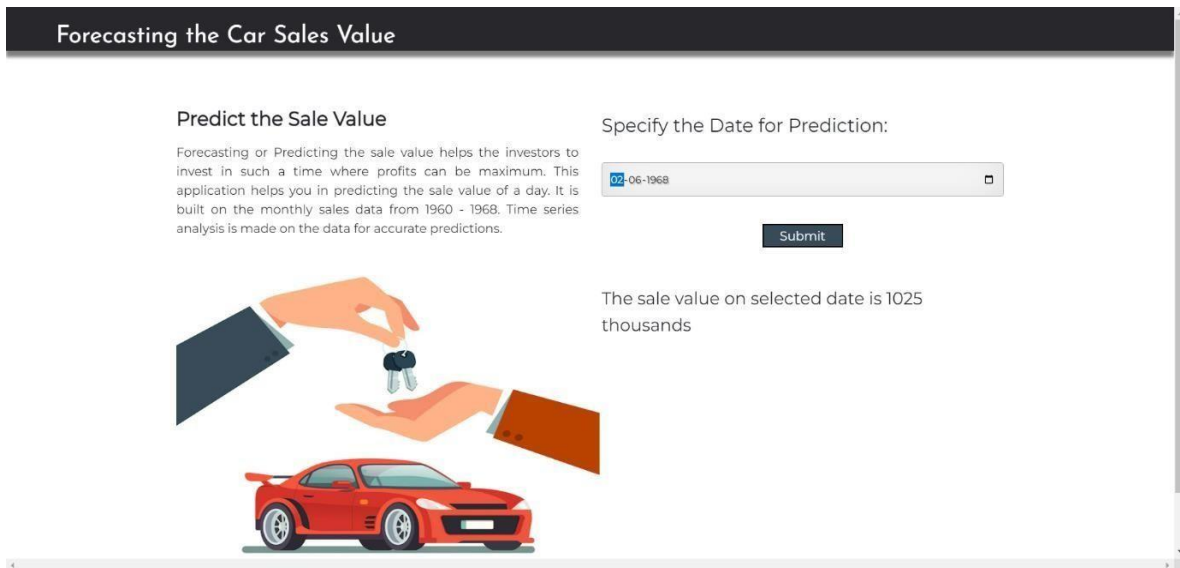 Forecasting the Car Sales Value
Predict the Sale Value
Forecasting or Predicting the sale value helps the investors to
invest in such a time where profits can be maximum. This
application helps you in predicting the sale value of a day. It is
built on the monthly sales data from 1960 - 1968. Time series
analysis is made on the data for accurate predictions.
Specify the Date for Prediction:
02-06-1968
Submit
The sale value on selected date is 1025
thousands